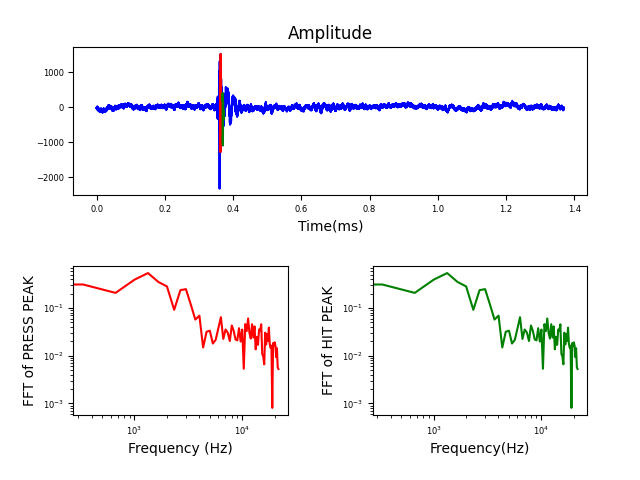 Amplitude
1000
0
−1000
−2000
0.0 0.2 0.4 0.6 0.8 1.0 1.2 1.4
Time(ms)
FFT of PRESS PEAK
10⁻¹
10⁻²
10⁻³
10³ 10⁴
Frequency (Hz)
FFT of HIT PEAK
10⁻¹
10⁻²
10⁻³
10³ 10⁴
Frequency(Hz)